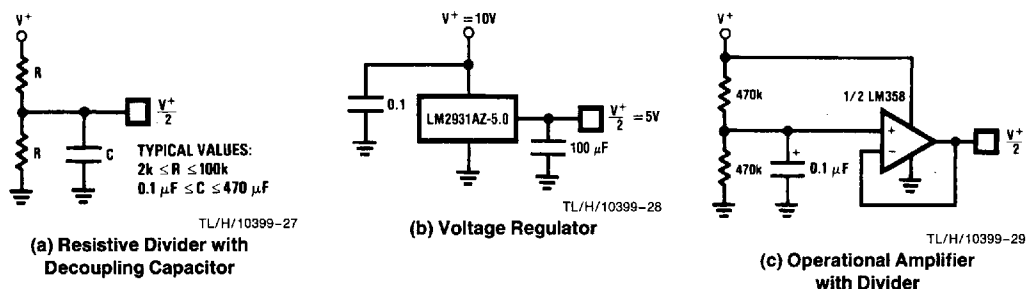 V+
R
R
C
V+
2
TYPICAL VALUES:
2k ≤ R ≤ 100k
0.1 μF ≤ C ≤ 470 μF
TL/H/10399-27
(a) Resistive Divider with
Decoupling Capacitor
V+ = 10V
0.1
LM2931AZ-5.0
V+
2 = 5V
100 μF
TL/H/10399-28
(b) Voltage Regulator
V+
470k
1/2 LM358
+
−
V+
2
+
0.1 μF
470k
TL/H/10399-29
(c) Operational Amplifier
with Divider